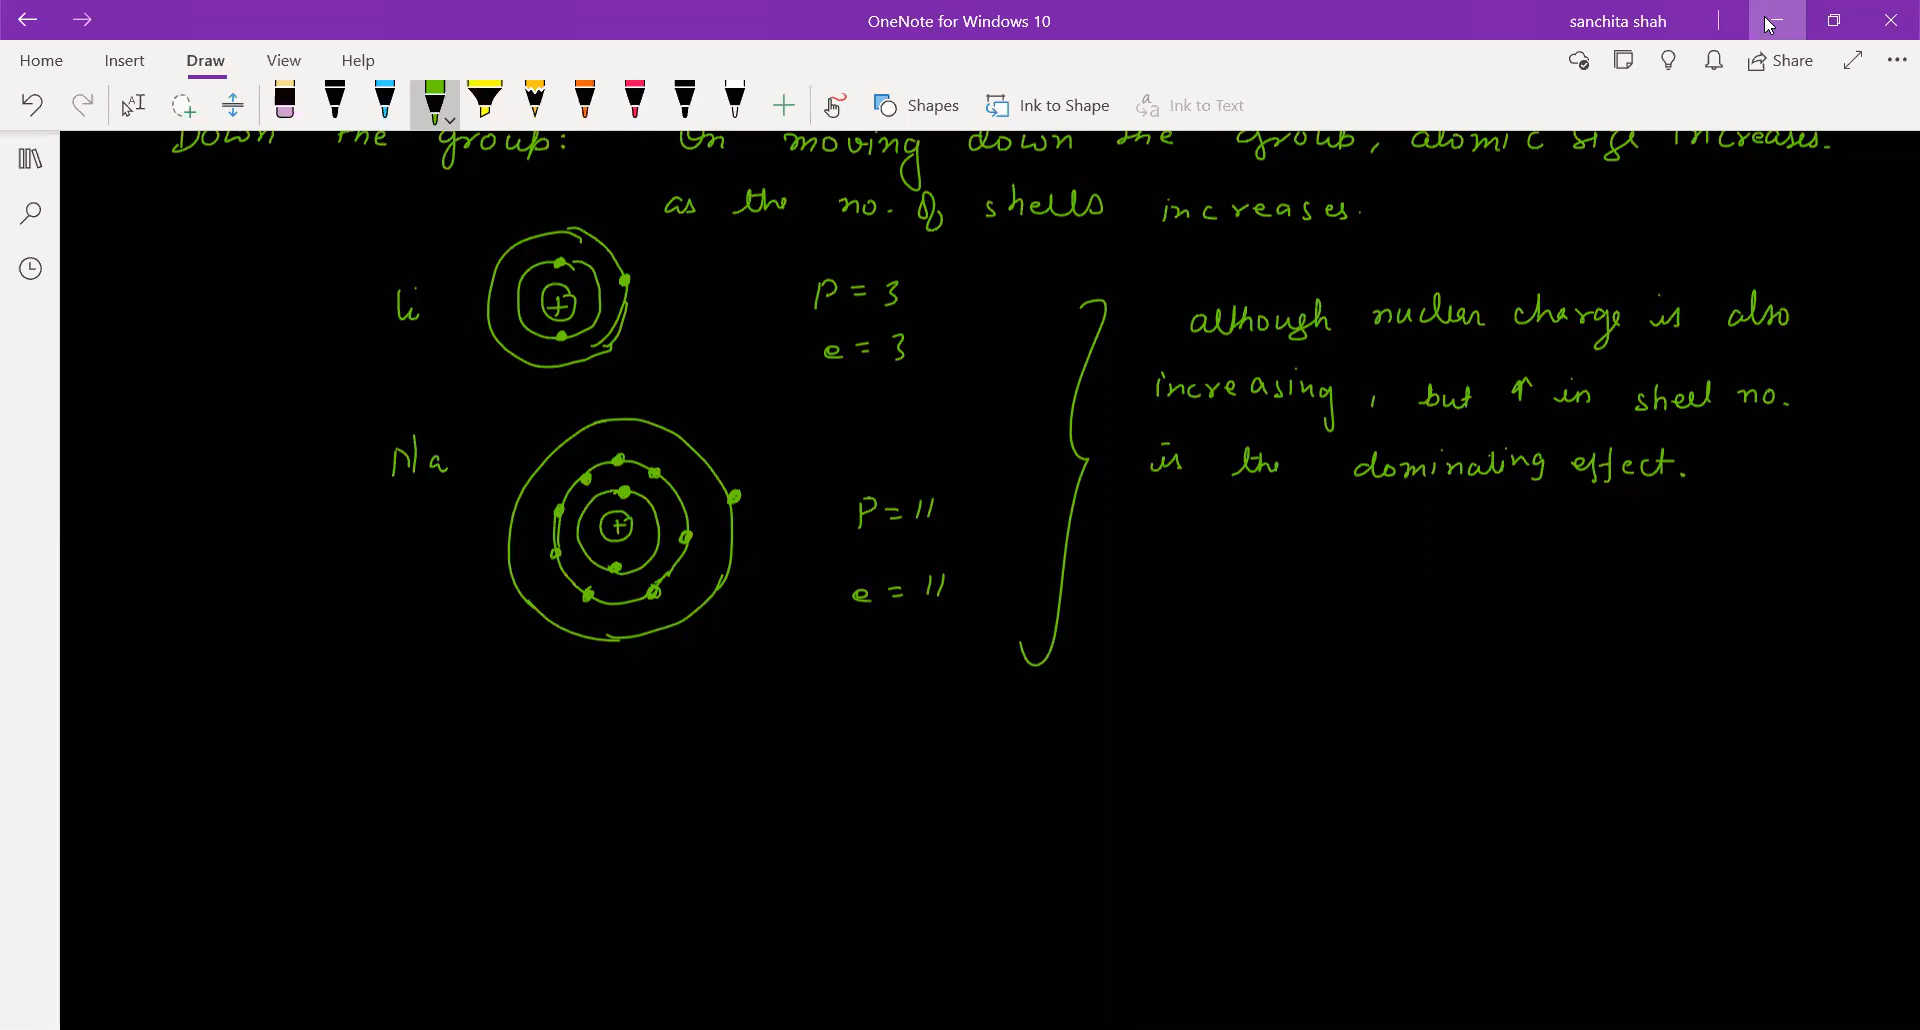 OneNote for Windows 10
sanchita shah
Home Insert Draw View Help
Share
Shapes Ink to Shape Ink to Text
Down the group: On moving down the group, atomic size increases.
as the no. of shells increases.
Li
P = 3
e = 3
although nuclear charge is also
increasing, but ↑ in shell no.
is the dominating effect.
Na
P = 11
e = 11